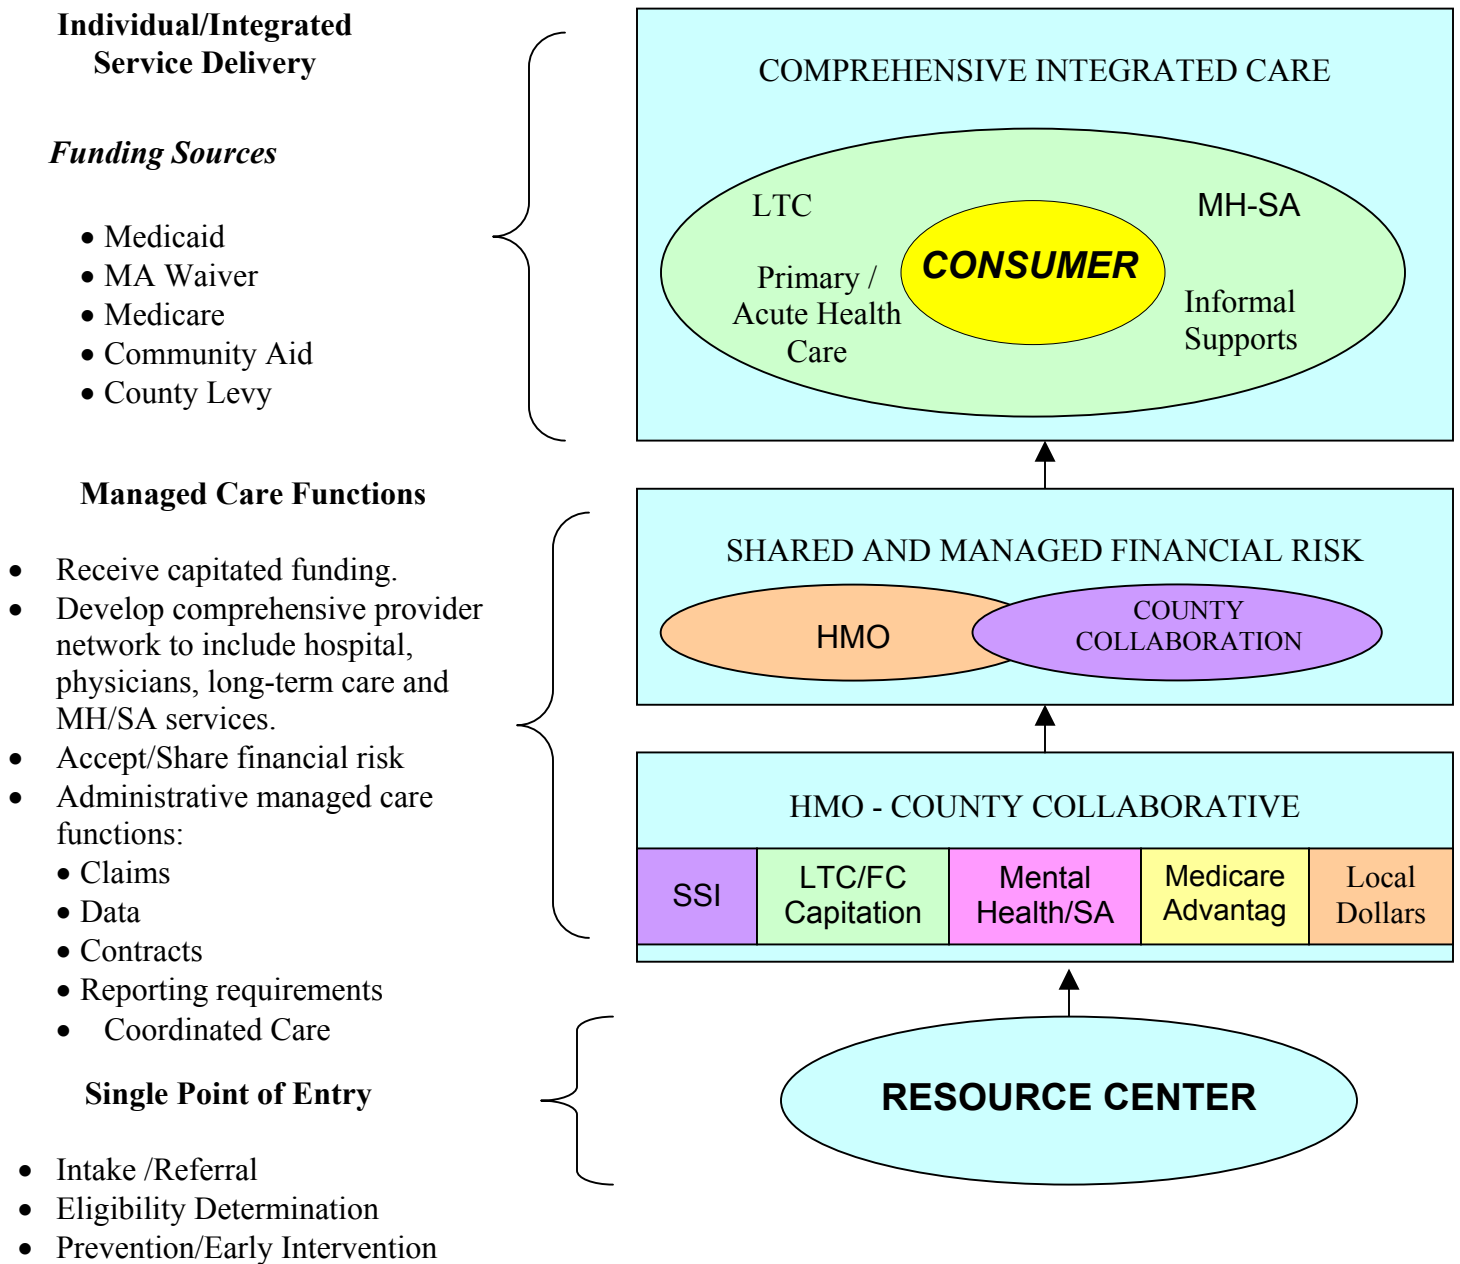 Individual/Integrated
Service Delivery
Funding Sources
• Medicaid
• MA Waiver
• Medicare
• Community Aid
• County Levy
COMPREHENSIVE INTEGRATED CARE
LTC
MH-SA
CONSUMER
Primary /
Acute Health
Care
Informal
Supports
Managed Care Functions
• Receive capitated funding.
• Develop comprehensive provider
network to include hospital,
physicians, long-term care and
MH/SA services.
• Accept/Share financial risk
• Administrative managed care
functions:
• Claims
• Data
• Contracts
• Reporting requirements
• Coordinated Care
SHARED AND MANAGED FINANCIAL RISK
HMO
COUNTY
COLLABORATION
HMO - COUNTY COLLABORATIVE
SSI
LTC/FC
Capitation
Mental
Health/SA
Medicare
Advantag
Local
Dollars
Single Point of Entry
• Intake /Referral
• Eligibility Determination
• Prevention/Early Intervention
RESOURCE CENTER